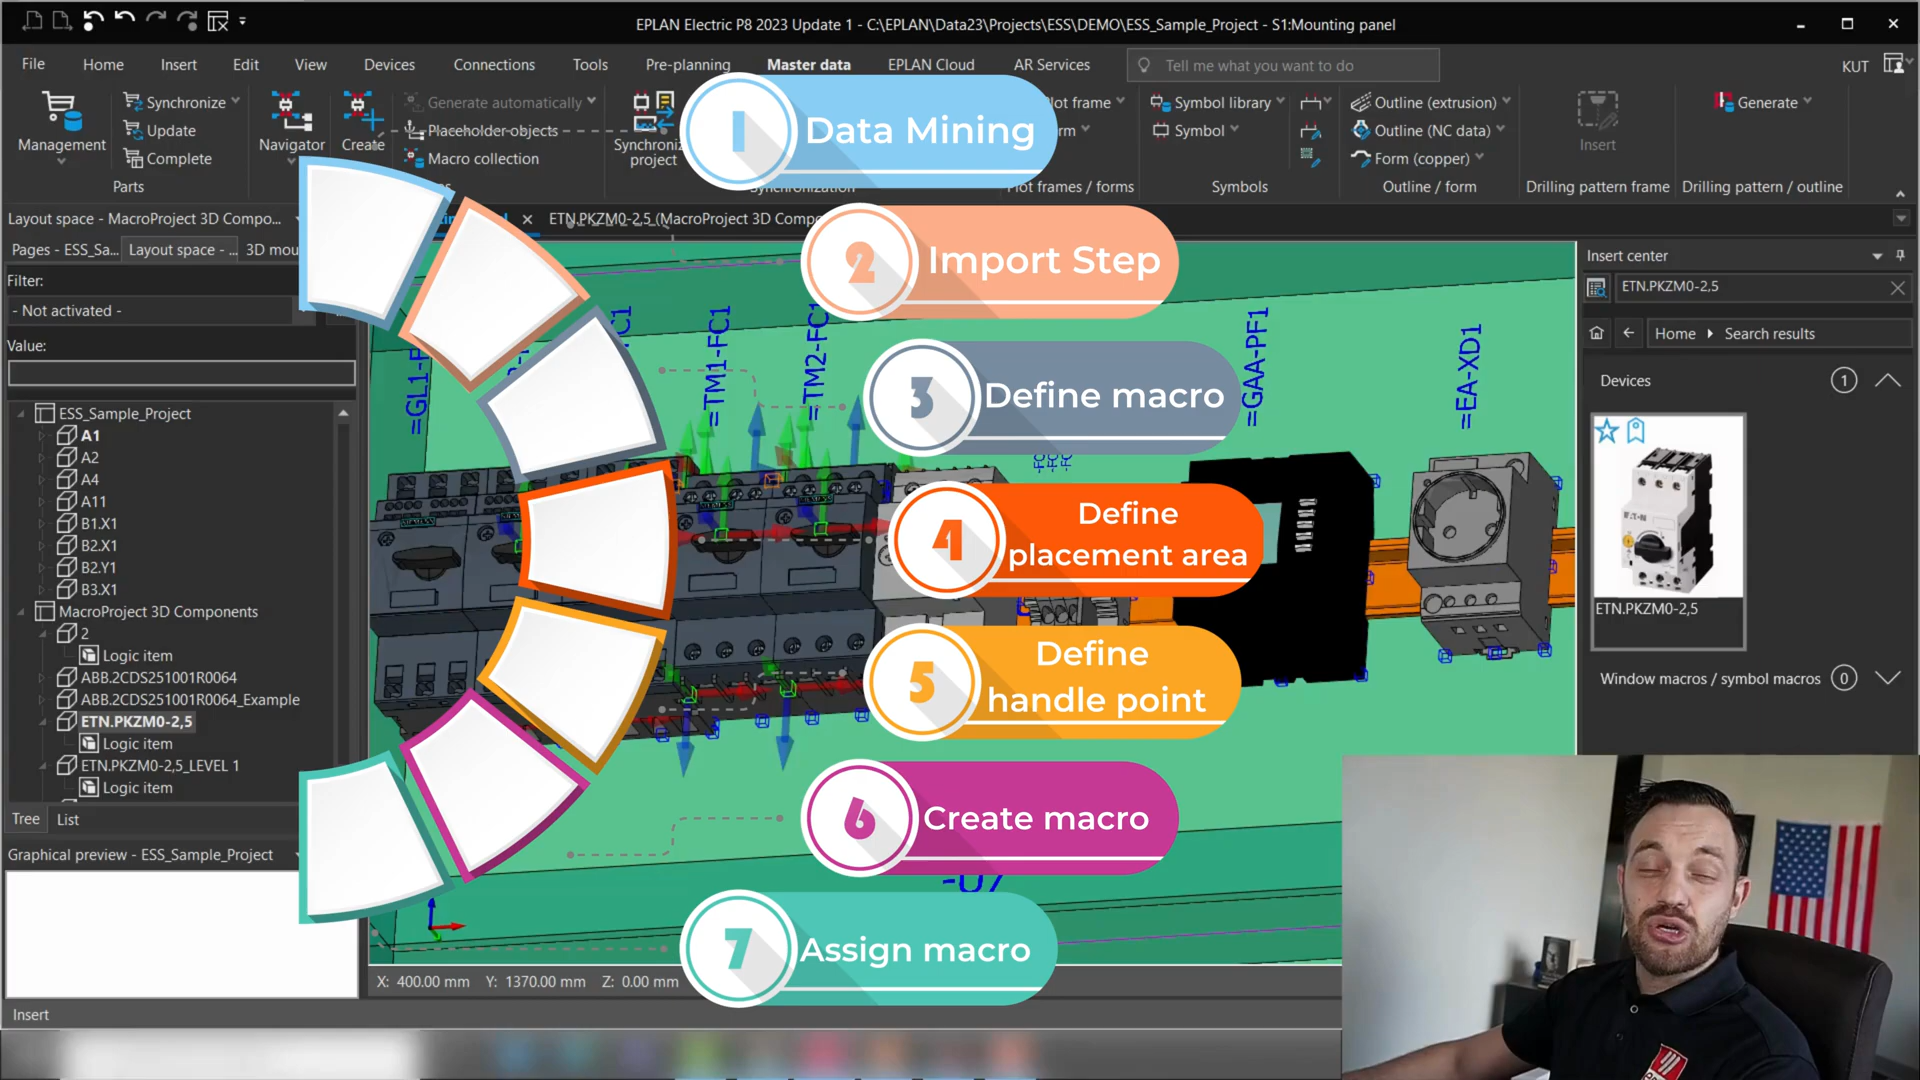 EPLAN Electric P8 2023 Update 1 - C:\EPLAN\Data23\Projects\ESS\DEMO\ESS_Sample_Project - S1:Mounting panel
File Home Insert Edit View Devices Connections Tools Pre-planning Master data EPLAN Cloud AR Services Tell me what you want to do KUT
Management
Synchronize
Update
Complete
Parts
Navigator
Create
Generate automatically
Placeholder objects
Macro collection
Synchroniz
project
Synchronization
Plot frames / forms
Symbol library
Symbol
Symbols
Outline (extrusion)
Outline (NC data)
Form (copper)
Outline / form
Insert
Drilling pattern frame
Generate
Drilling pattern / outline
Layout space - MacroProject 3D Compo...
ETN.PKZM0-2,5 (MacroProject 3D Compo
Pages - ESS_Sa... Layout space - ... 3D mou
Filter:
- Not activated -
Value:
ESS_Sample_Project
A1
A2
A4
A11
B1.X1
B2.X1
B2.Y1
B3.X1
MacroProject 3D Components
2
Logic item
ABB.2CDS251001R0064
ABB.2CDS251001R0064_Example
ETN.PKZM0-2,5
Logic item
ETN.PKZM0-2,5_LEVEL 1
Logic item
Tree List
Graphical preview - ESS_Sample_Project
Insert
=TM1-FC1
=TM2-FC1
=GAA-PF1
=EA-XD1
1 Data Mining
2 Import Step
3 Define macro
4 Define
placement area
5 Define
handle point
6 Create macro
7 Assign macro
X: 400.00 mm Y: 1370.00 mm Z: 0.00 mm
Insert center
ETN.PKZM0-2,5
Home Search results
Devices 1
ETN.PKZM0-2,5
Window macros / symbol macros 0